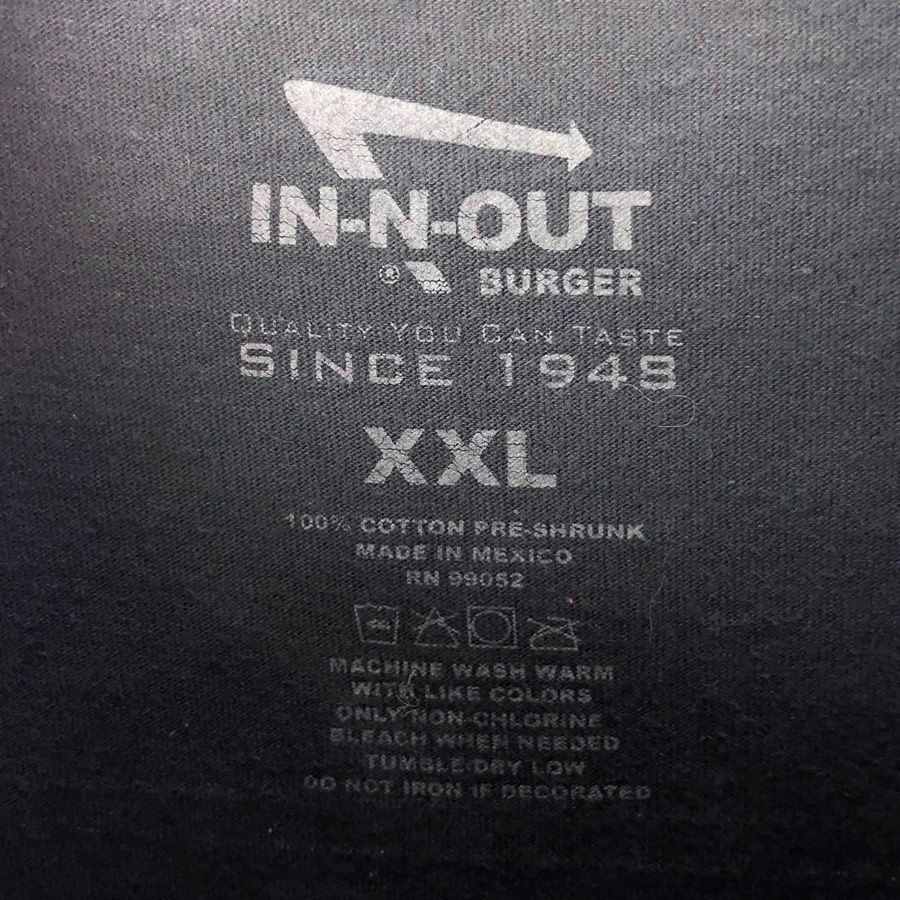 IN-N-OUT
® BURGER
QUALITY YOU CAN TASTE
SINCE 1948
XXL
100% COTTON PRE-SHRUNK
MADE IN MEXICO
RN 99052
MACHINE WASH WARM
WITH LIKE COLORS
ONLY NON-CHLORINE
BLEACH WHEN NEEDED
TUMBLE DRY LOW
DO NOT IRON IF DECORATED